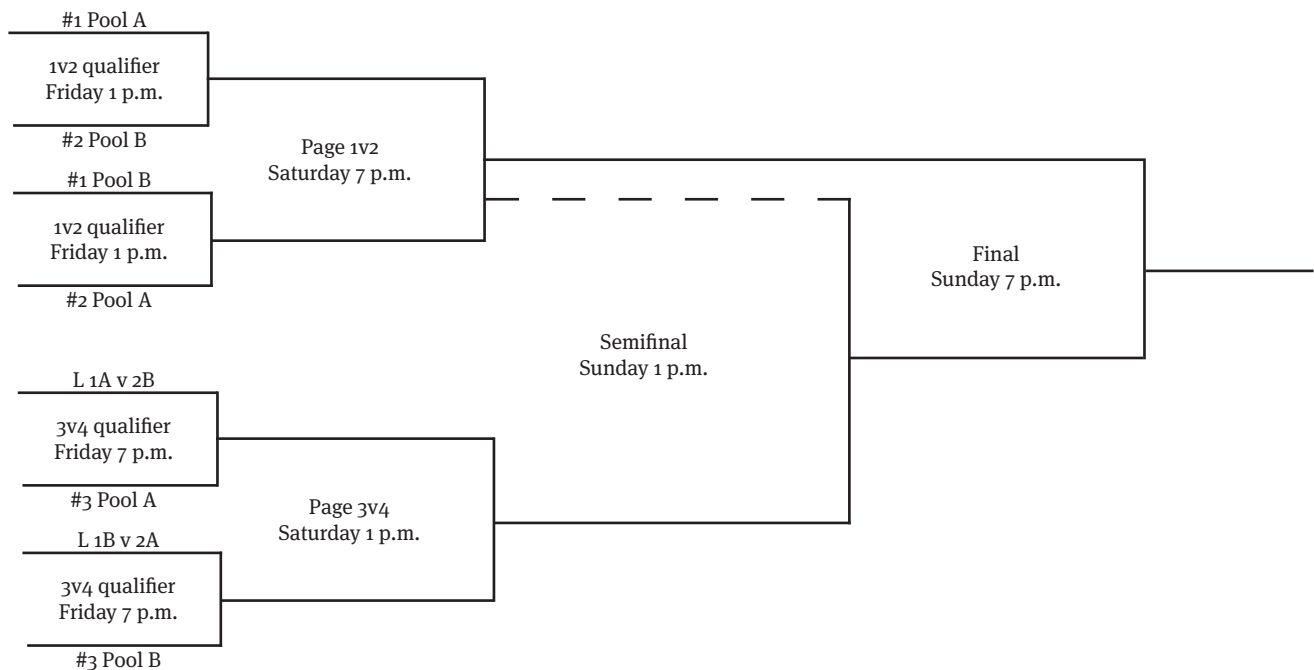 #1 Pool A
1v2 qualifier
Friday 1 p.m.
#2 Pool B
#1 Pool B
1v2 qualifier
Friday 1 p.m.
#2 Pool A
Page 1v2
Saturday 7 p.m.
L 1A v 2B
3v4 qualifier
Friday 7 p.m.
#3 Pool A
L 1B v 2A
3v4 qualifier
Friday 7 p.m.
#3 Pool B
Page 3v4
Saturday 1 p.m.
Semifinal
Sunday 1 p.m.
Final
Sunday 7 p.m.